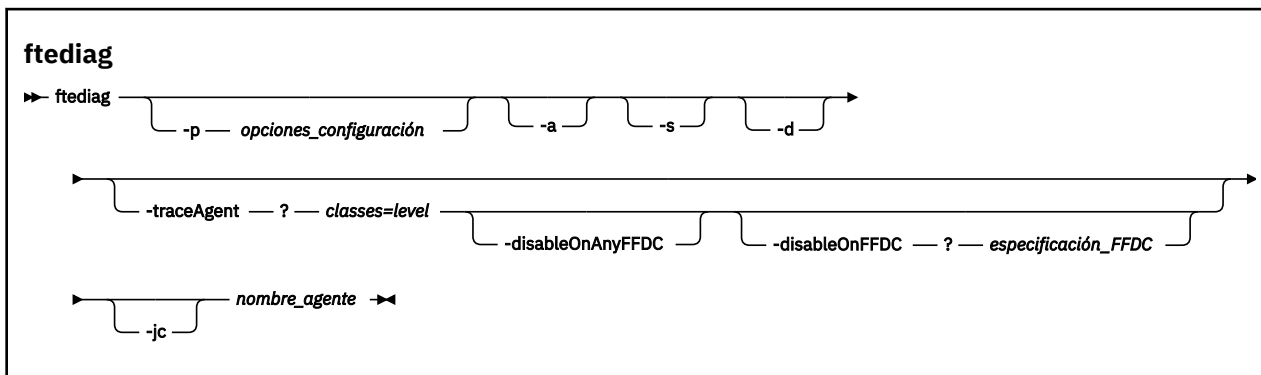 ftediag
ftediag
-p opciones_configuración -a -s -d
-traceAgent ? classes=level
-disableOnAnyFFDC -disableOnFFDC ? especificación_FFDC
nombre_agente
-jc